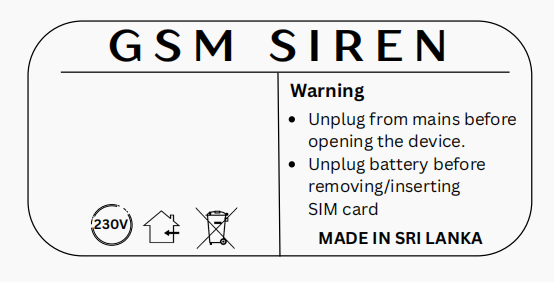 GSM SIREN
Warning
• Unplug from mains before
opening the device.
• Unplug battery before
removing/inserting
SIM card
230V
MADE IN SRI LANKA